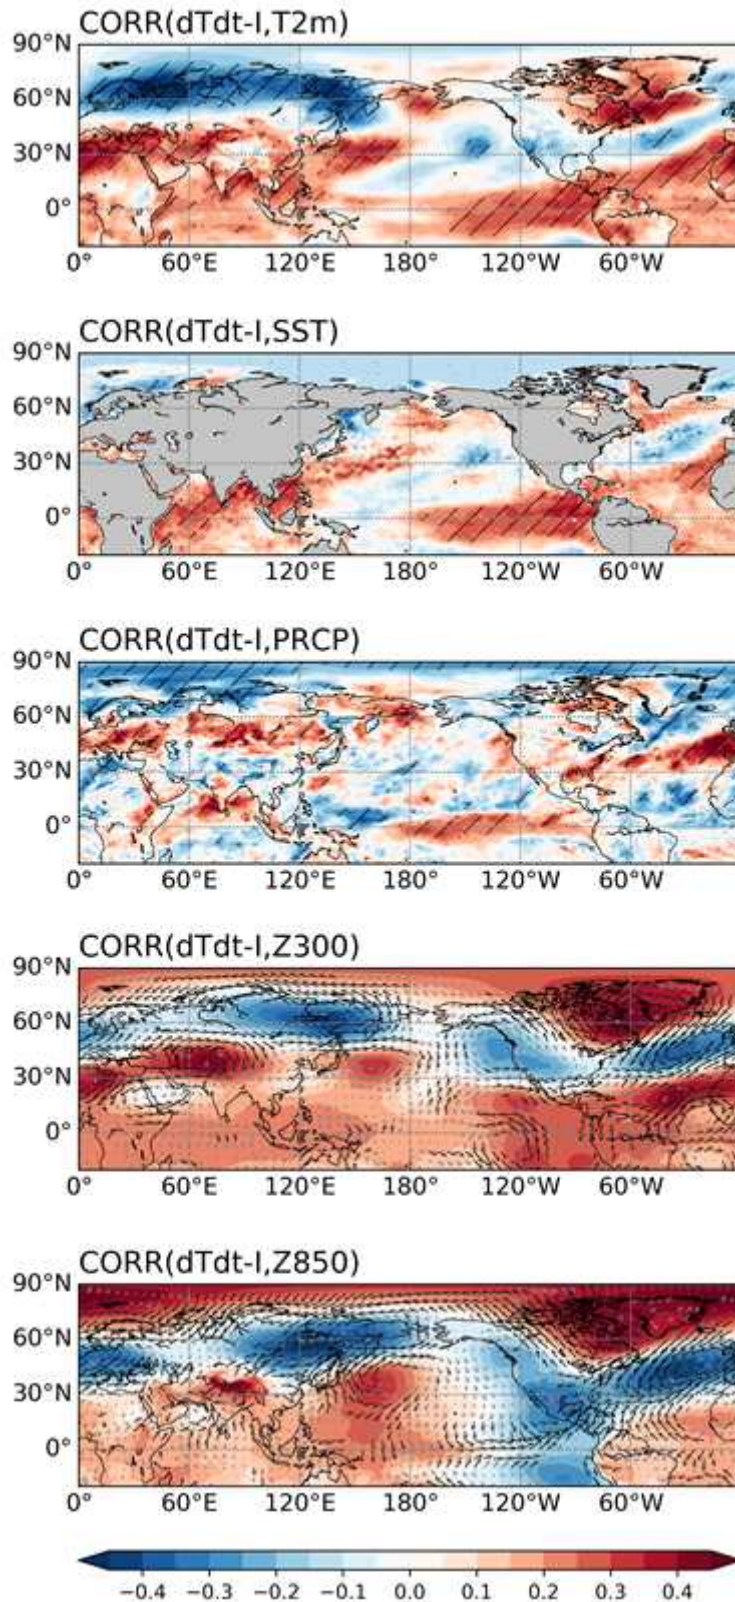 CORR(dTdt-I,T2m)
90°N
60°N
30°N
0°
0° 60°E 120°E 180° 120°W 60°W
CORR(dTdt-I,SST)
90°N
60°N
30°N
0°
0° 60°E 120°E 180° 120°W 60°W
CORR(dTdt-I,PRCP)
90°N
60°N
30°N
0°
0° 60°E 120°E 180° 120°W 60°W
CORR(dTdt-I,Z300)
90°N
60°N
30°N
0°
0° 60°E 120°E 180° 120°W 60°W
CORR(dTdt-I,Z850)
90°N
60°N
30°N
0°
0° 60°E 120°E 180° 120°W 60°W
−0.4 −0.3 −0.2 −0.1 0.0 0.1 0.2 0.3 0.4